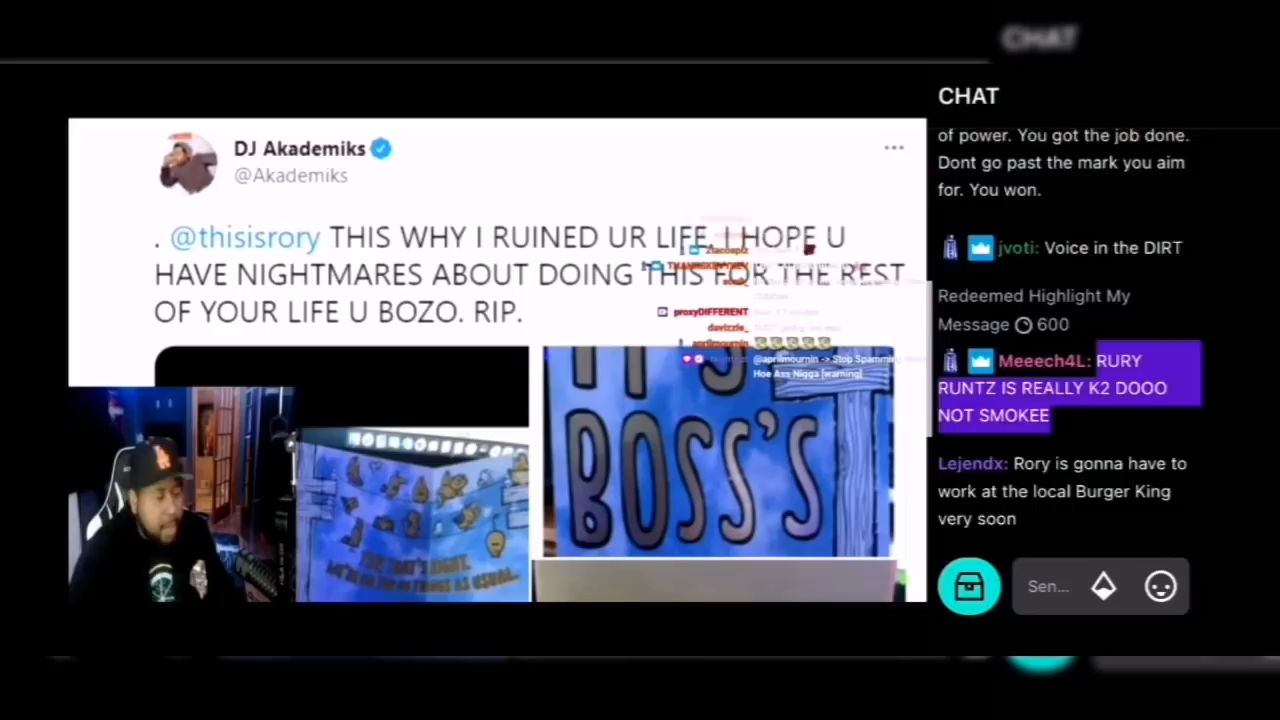 CHAT
CHAT
DJ Akademiks
@Akademiks
. @thisisrory THIS WHY I RUINED UR LIFE. I HOPE U
HAVE NIGHTMARES ABOUT DOING THIS FOR THE REST
OF YOUR LIFE U BOZO. RIP.
proxyDIFFERENT
davizzle_
@aprilmournin -> Stop Spammin
Hoe Ass Nigga [warning]
BOSS'S
of power. You got the job done.
Dont go past the mark you aim
for. You won.
jvoti: Voice in the DIRT
Redeemed Highlight My
Message 600
Meeech4L: RURY
RUNTZ IS REALLY K2 DOOO
NOT SMOKEE
Lejendx: Rory is gonna have to
work at the local Burger King
very soon
Sen...